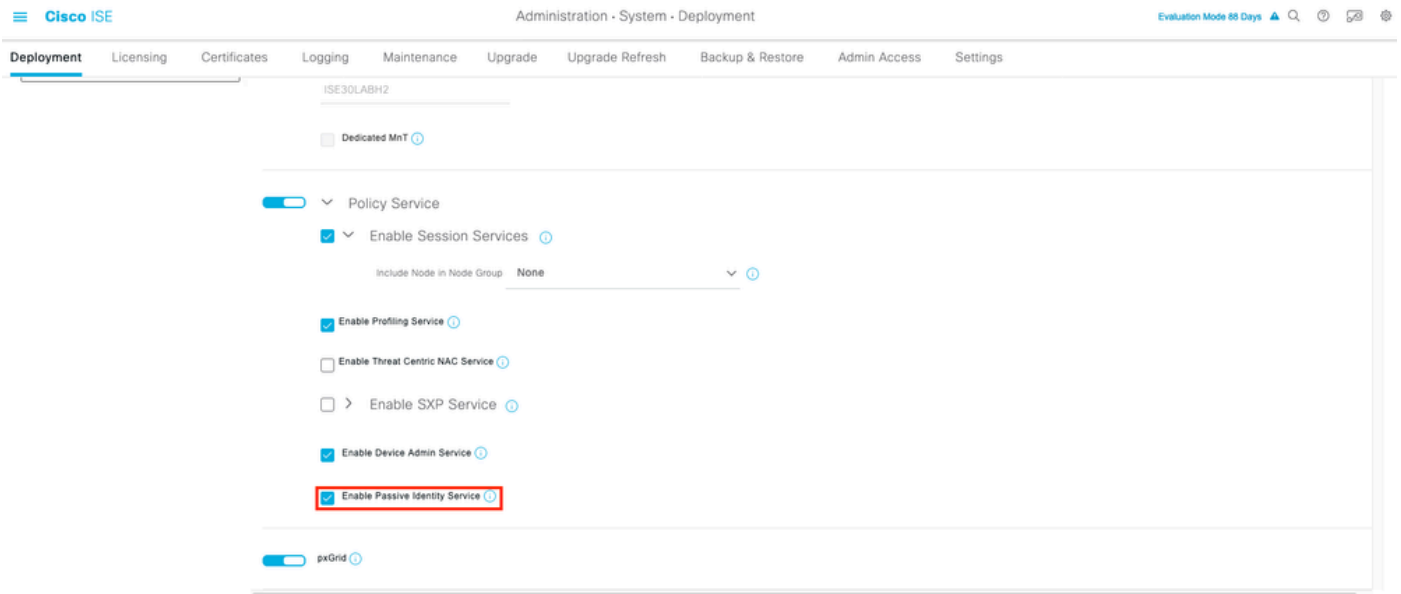 Cisco ISE
Administration · System · Deployment
Evaluation Mode 88 Days
Deployment Licensing Certificates Logging Maintenance Upgrade Upgrade Refresh Backup & Restore Admin Access Settings
ISE30LABH2
Dedicated MnT
Policy Service
Enable Session Services
Include Node in Node Group None
Enable Profiling Service
Enable Threat Centric NAC Service
Enable SXP Service
Enable Device Admin Service
Enable Passive Identity Service
pxGrid